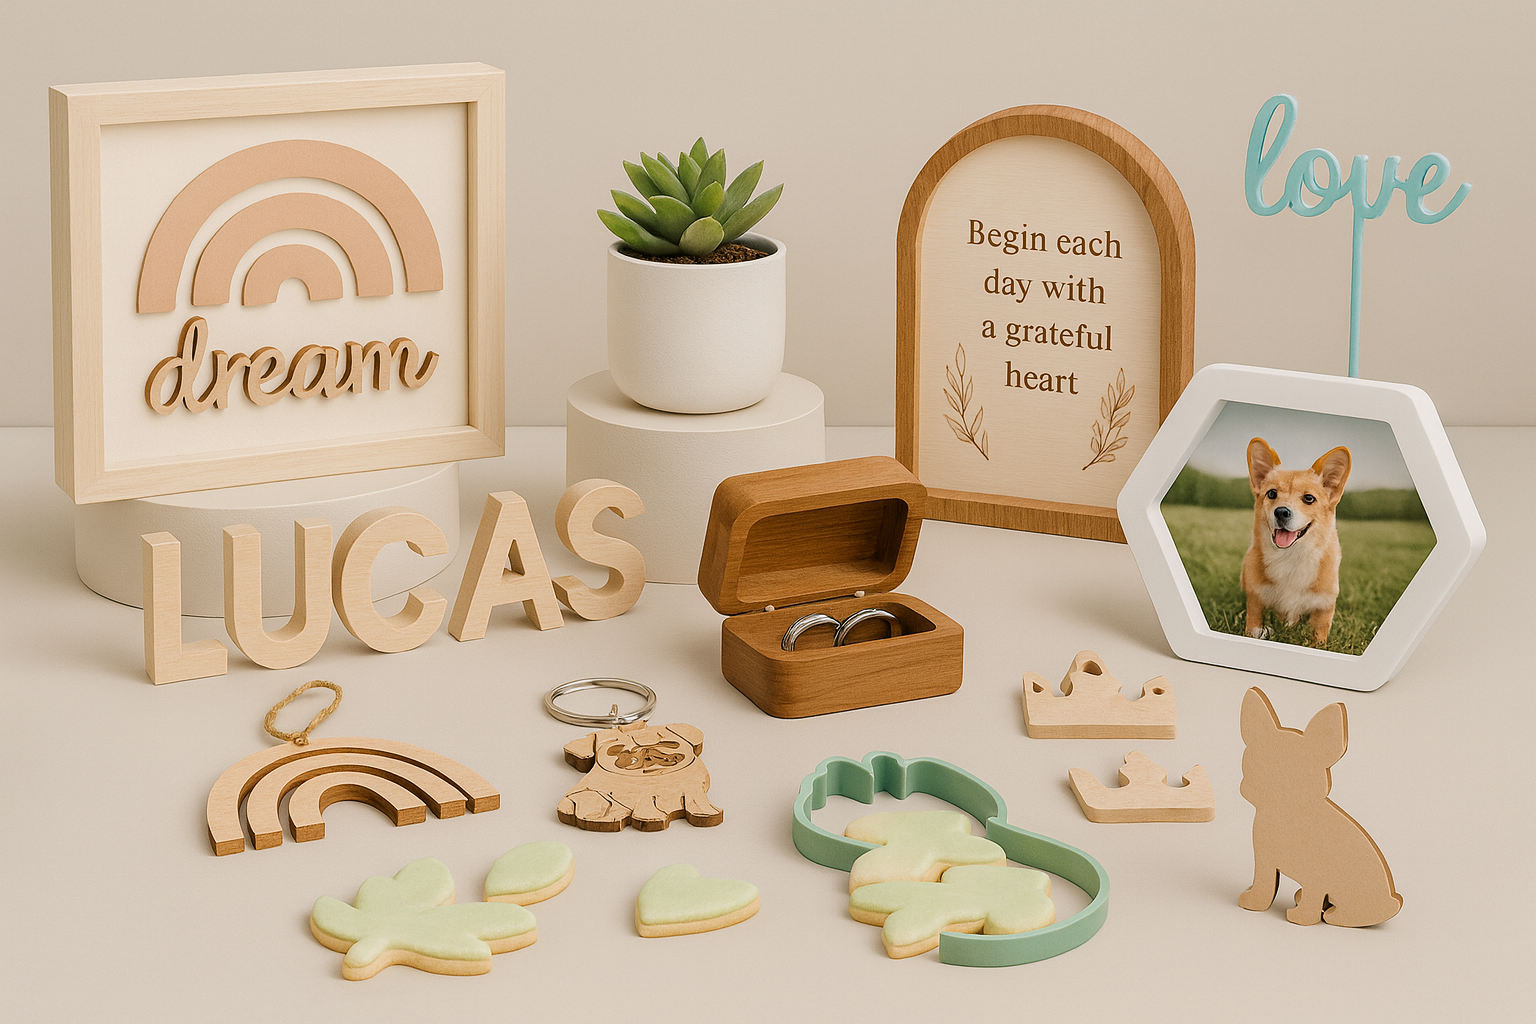 dream
Begin each
day with
a grateful
heart
love
LUCAS